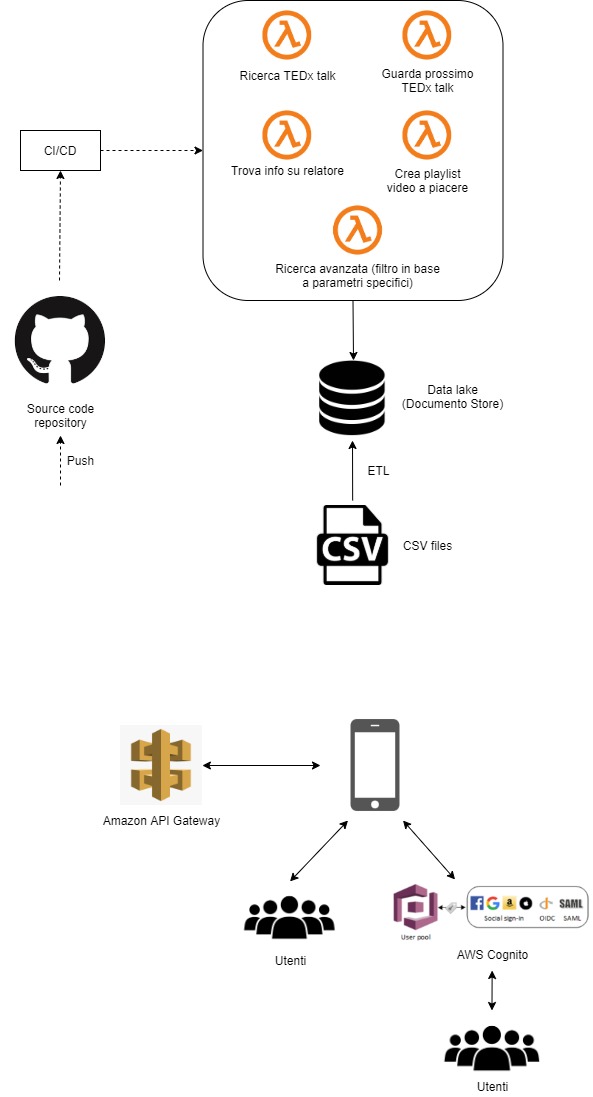 Ricerca TEDx talk
Guarda prossimo
TEDx talk
CI/CD
Trova info su relatore
Crea playlist
video a piacere
Ricerca avanzata (filtro in base
a parametri specifici)
Source code
repository
Data lake
(Documento Store)
Push
ETL
CSV
CSV files
Amazon API Gateway
Utenti
User pool
Social sign-in
OIDC
SAML
SAML
AWS Cognito
Utenti